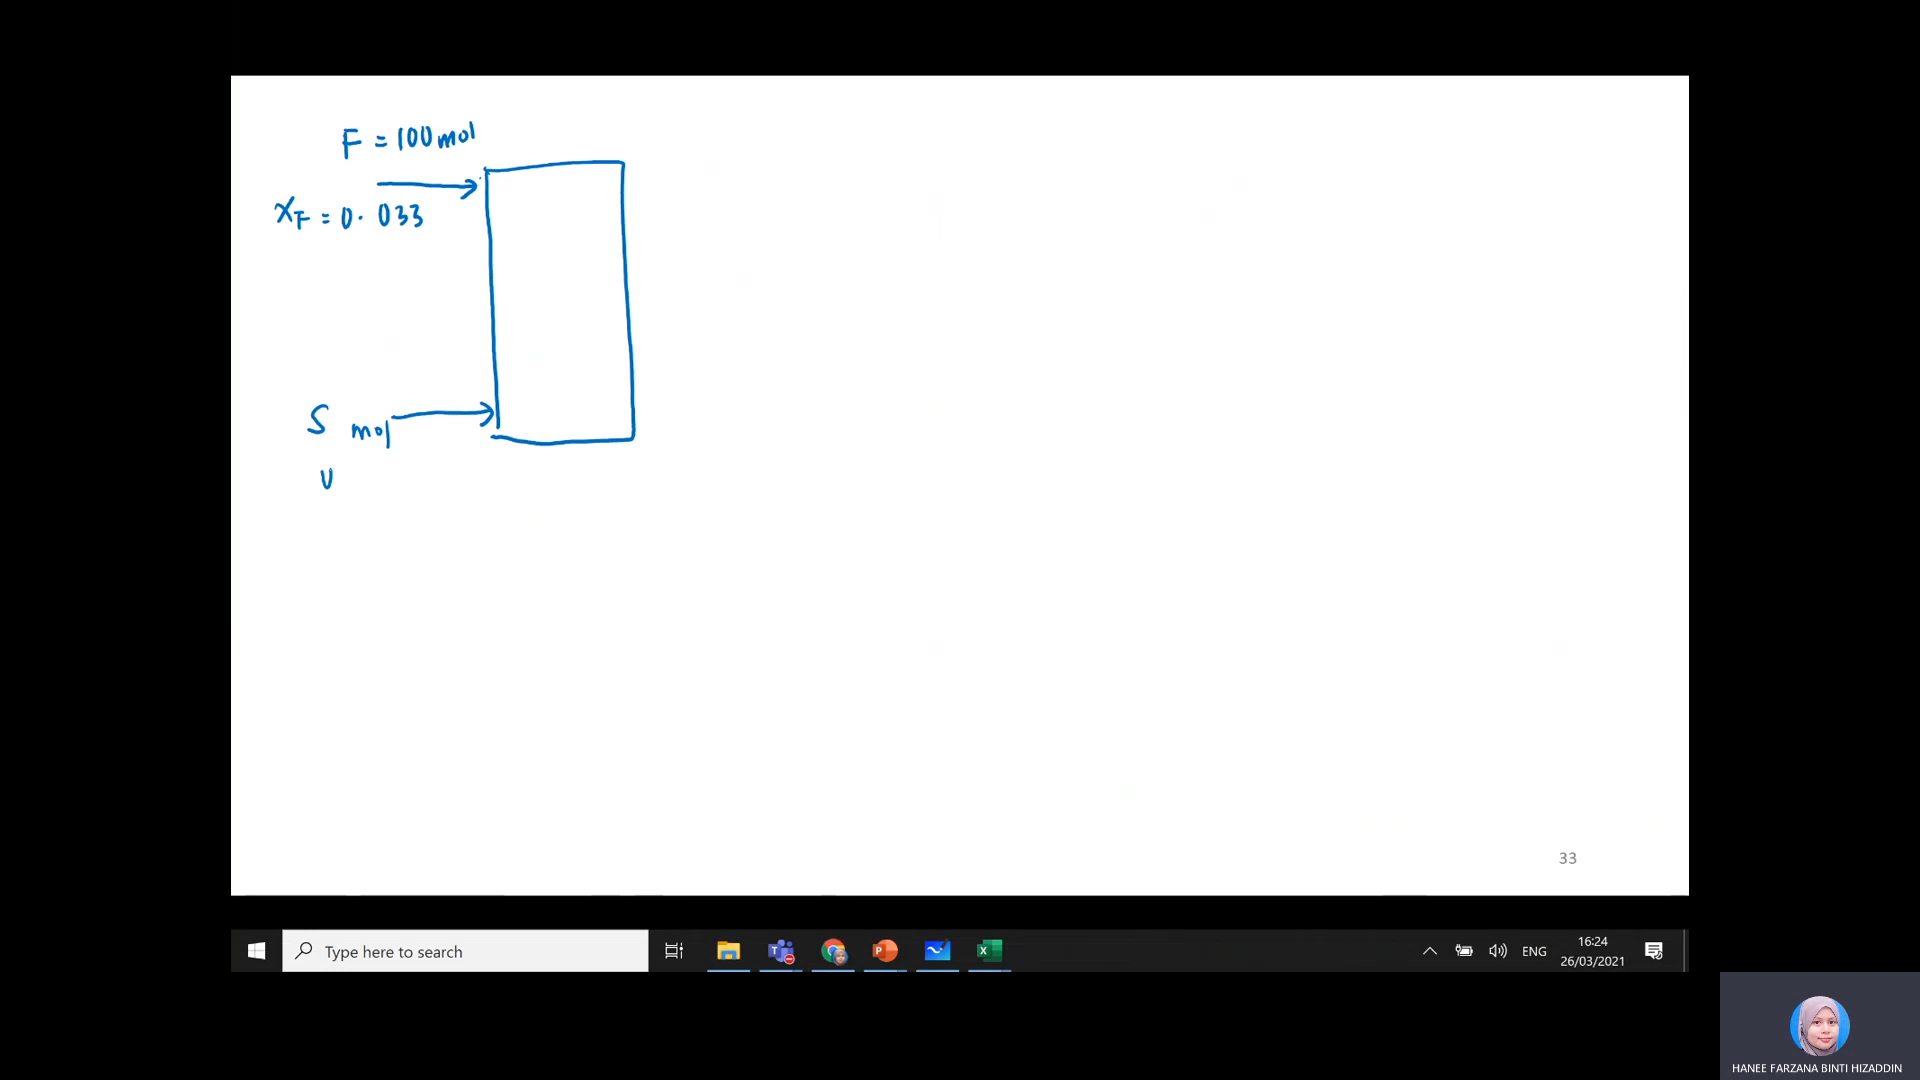 F = 100 mol
XF = 0.033
S mol
U
33
Type here to search
ENG
16:24
26/03/2021
HANEE FARZANA BINTI HIZADDIN